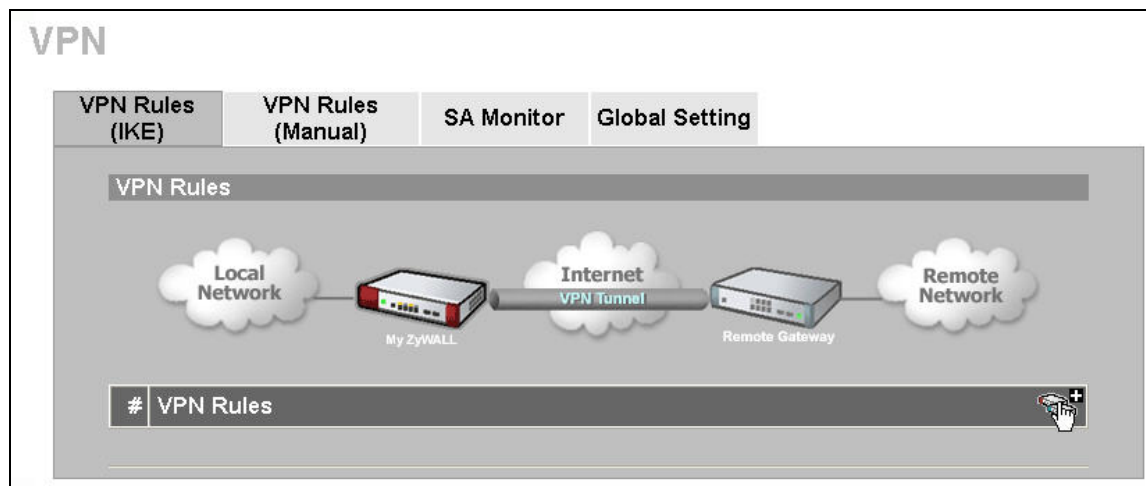 VPN
VPN Rules
(IKE)
VPN Rules
(Manual)
SA Monitor
Global Setting
VPN Rules
Local
Network
My ZyWALL
Internet
VPN Tunnel
Remote Gateway
Remote
Network
# VPN Rules